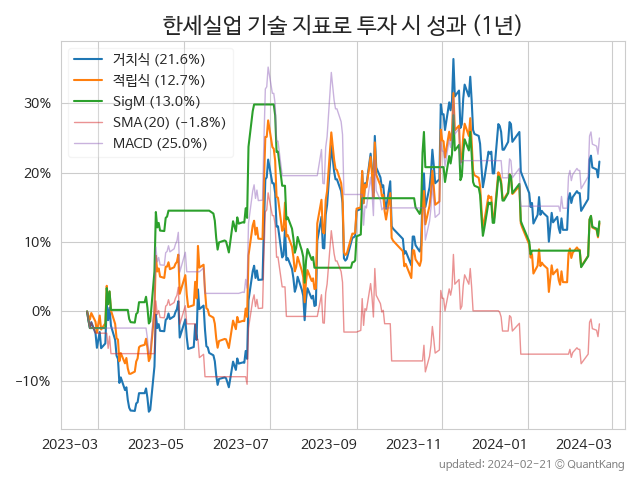 한세실업 기술 지표로 투자 시 성과 (1년)
거치식 (21.6%)
적립식 (12.7%)
SigM (13.0%)
SMA(20) (−1.8%)
MACD (25.0%)
30%
20%
10%
0%
−10%
2023-03 2023-05 2023-07 2023-09 2023-11 2024-01 2024-03
updated: 2024-02-21 © QuantKang